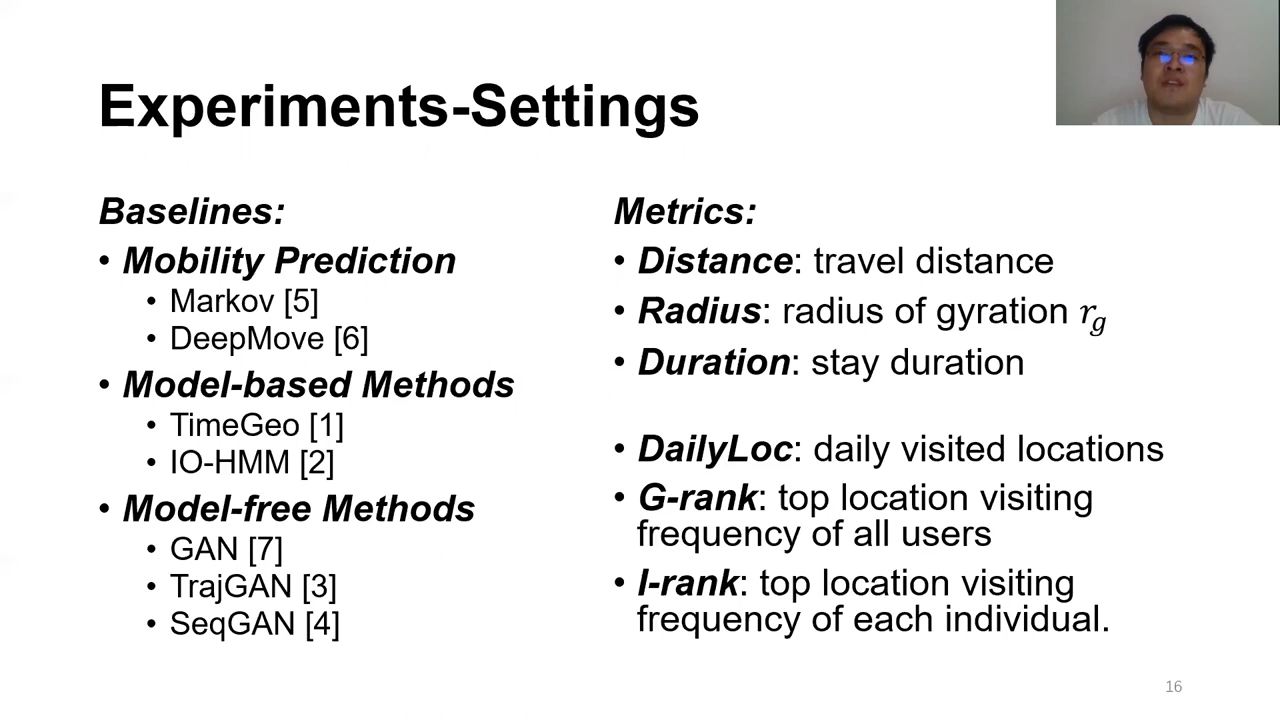 Experiments-Settings
Baselines:
• Mobility Prediction
• Markov [5]
• DeepMove [6]
• Model-based Methods
• TimeGeo [1]
• IO-HMM [2]
• Model-free Methods
• GAN [7]
• TrajGAN [3]
• SeqGAN [4]
Metrics:
• Distance: travel distance
• Radius: radius of gyration r_g
• Duration: stay duration
• DailyLoc: daily visited locations
• G-rank: top location visiting
frequency of all users
• I-rank: top location visiting
frequency of each individual.
16